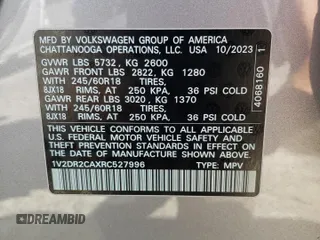 MFD BY VOLKSWAGEN GROUP OF AMERICA
CHATTANOOGA OPERATIONS, LLC. USA 10/2023
GVWR LBS 5732, KG 2600
GAWR FRONT LBS 2822, KG 1280
WITH 245/60R18 TIRES,
8JX18 RIMS, AT 250 KPA, 36 PSI COLD
GAWR REAR LBS 3020, KG 1370
WITH 245/60R18 TIRES,
8JX18 RIMS, AT 250 KPA, 36 PSI COLD
THIS VEHICLE CONFORMS TO ALL APPLICABLE
U.S. FEDERAL MOTOR VEHICLE SAFETY AND
THEFT PREVENTION STANDARDS IN EFFECT ON
THE DATE OF MANUFACTURE SHOWN ABOVE.
1V2DR2CAXRC527996 TYPE: MPV
4068160 1
DREAMBID